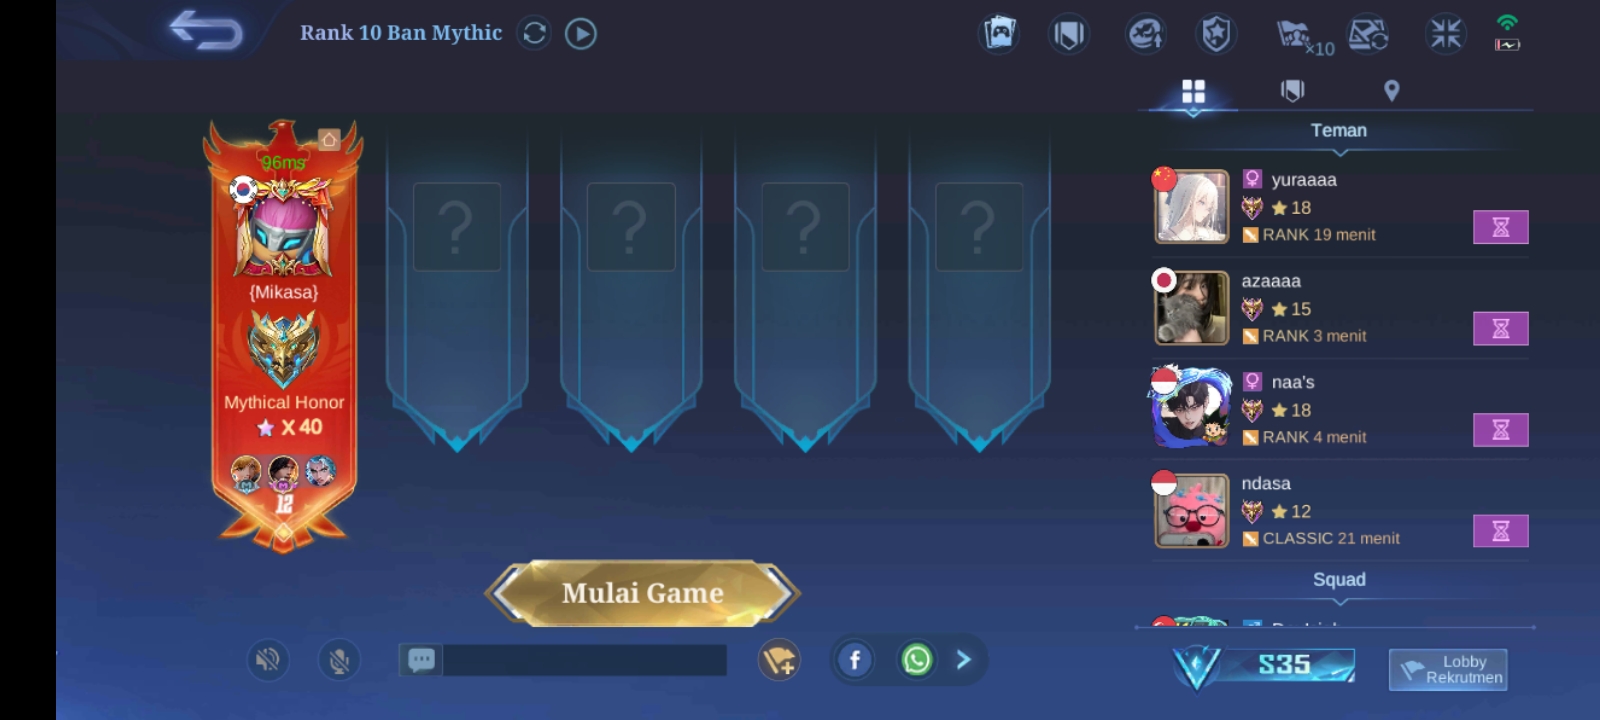 Rank 10 Ban Mythic
×10
96ms
{Mikasa}
Mythical Honor
X 40
12
?
?
?
?
Mulai Game
Teman
yuraaaa
18
RANK 19 menit
azaaaa
15
RANK 3 menit
naa's
18
RANK 4 menit
ndasa
12
CLASSIC 21 menit
Squad
S35
Lobby
Rekrutmen